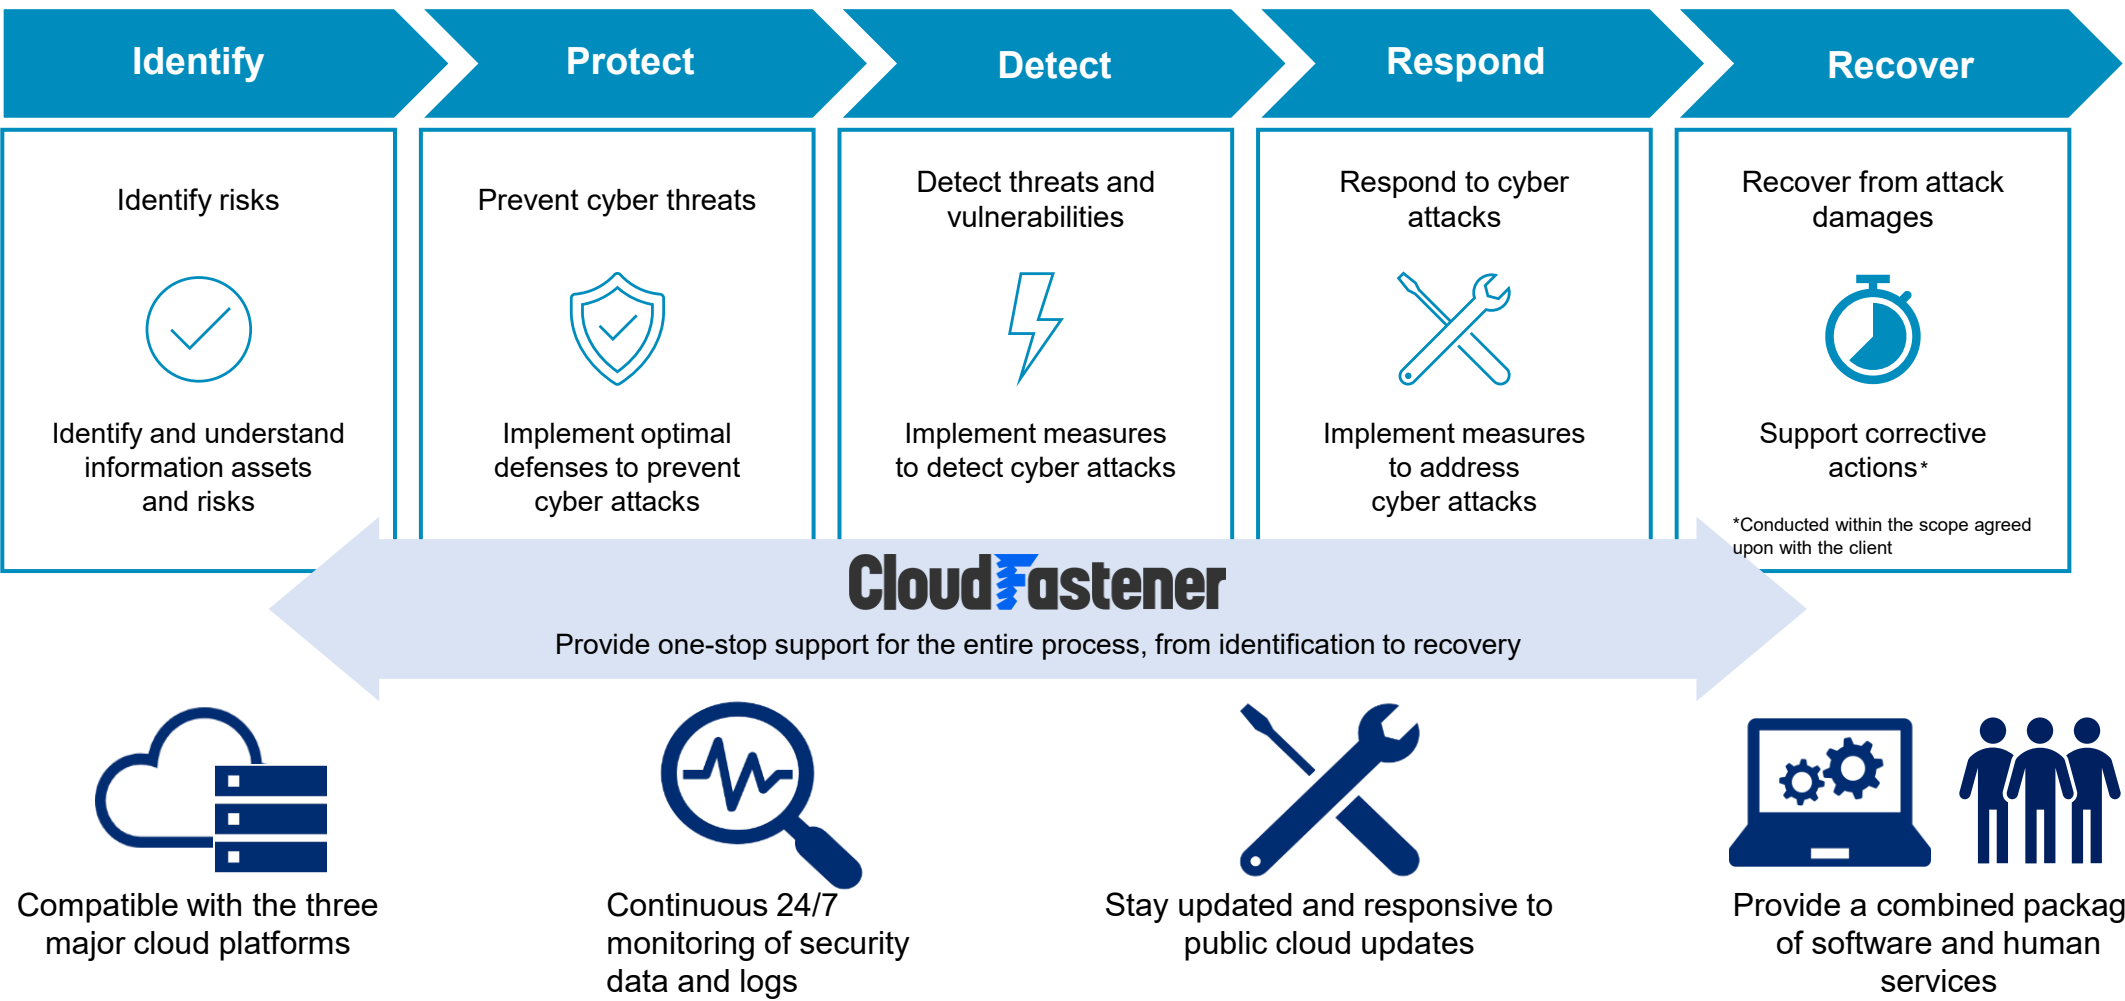 Identify
Protect
Detect
Respond
Recover
Identify risks
Prevent cyber threats
Detect threats and
vulnerabilities
Respond to cyber
attacks
Recover from attack
damages
Identify and understand
information assets
and risks
Implement optimal
defenses to prevent
cyber attacks
Implement measures
to detect cyber attacks
Implement measures
to address
cyber attacks
Support corrective
actions*
*Conducted within the scope agreed
upon with the client
CloudFastener
Provide one-stop support for the entire process, from identification to recovery
Compatible with the three
major cloud platforms
Continuous 24/7
monitoring of security
data and logs
Stay updated and responsive to
public cloud updates
Provide a combined packag
of software and human
services